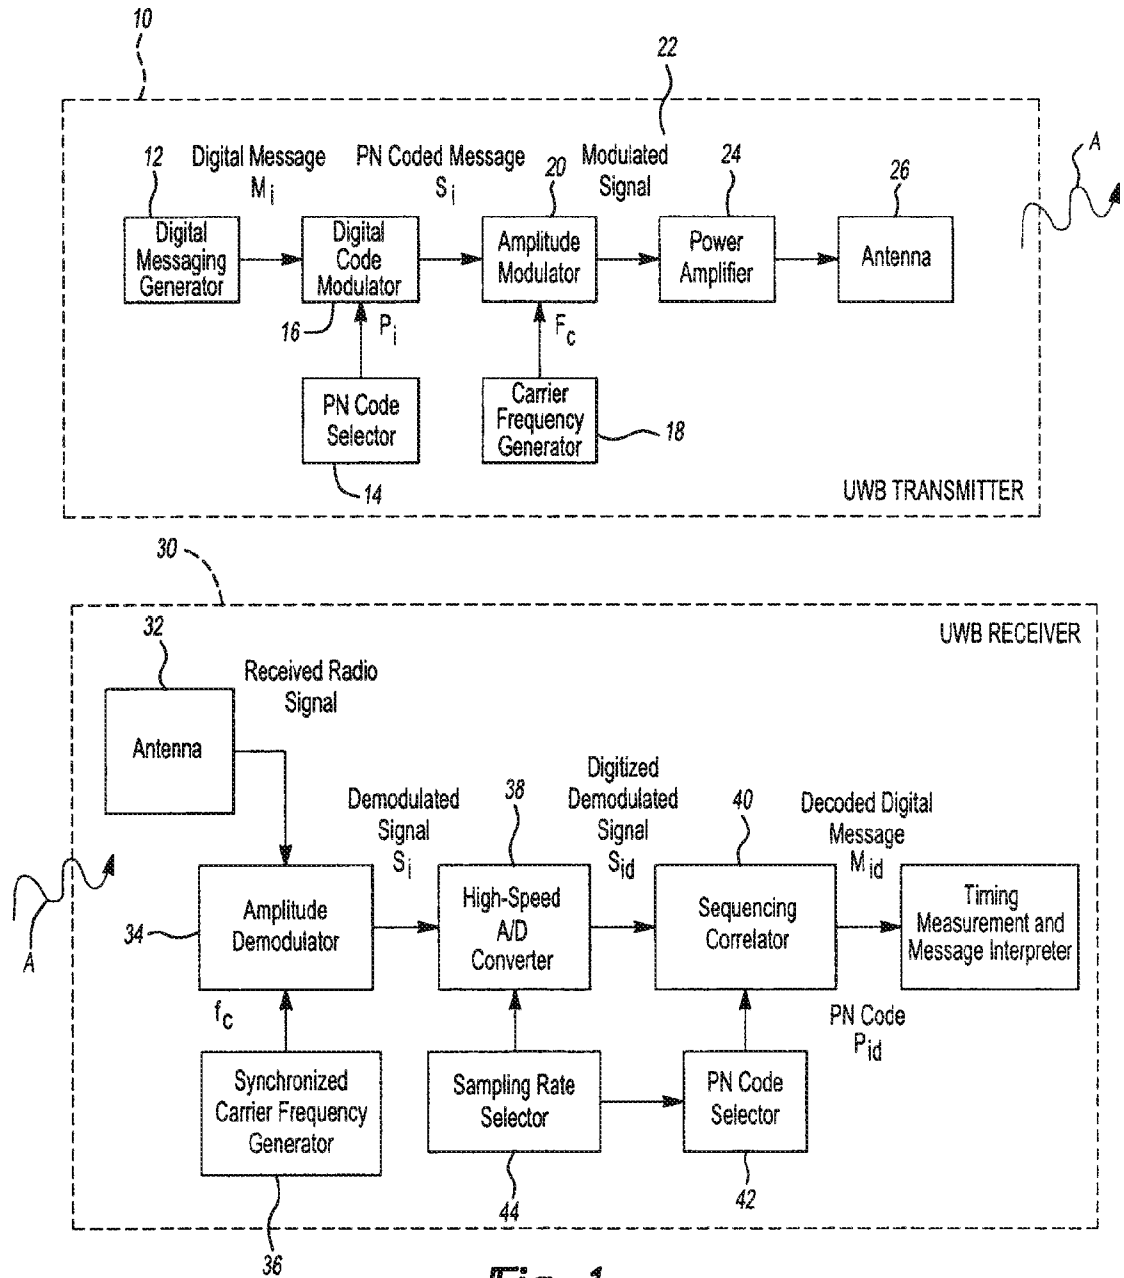 10
22
12
Digital Message
M i
PN Coded Message
S i
20
Modulated
Signal
24
26
A
Digital
Messaging
Generator
Digital
Code
Modulator
Amplitude
Modulator
Power
Amplifier
Antenna
16
P i
F c
PN Code
Selector
Carrier
Frequency
Generator
18
14
UWB TRANSMITTER
30
UWB RECEIVER
32
Received Radio
Signal
Antenna
Demodulated
Signal
S i
38
Digitized
Demodulated
Signal
S id
40
Decoded Digital
Message
M id
A
34
Amplitude
Demodulator
High-Speed
A/D
Converter
Sequencing
Correlator
Timing
Measurement and
Message Interpreter
f c
PN Code
P id
Synchronized
Carrier Frequency
Generator
Sampling Rate
Selector
PN Code
Selector
36
44
42